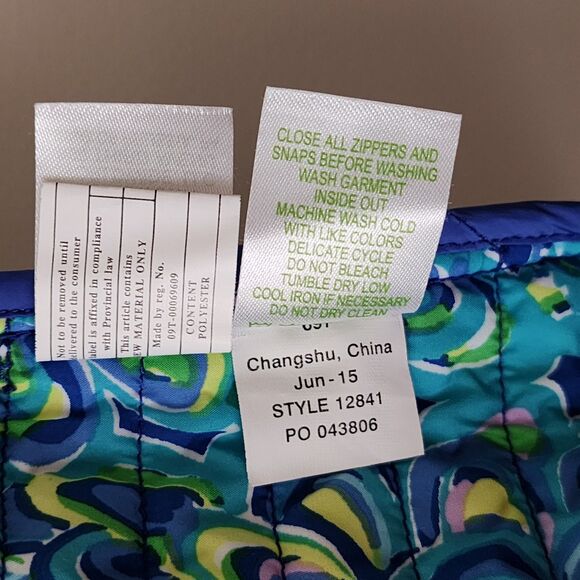 Not to be removed until
delivered to the consumer
label is affixed in compliance
with Provincial law
This article contains
NEW MATERIAL ONLY
Made by reg. No.
09T-00069609
CONTENT
POLYESTER
CLOSE ALL ZIPPERS AND
SNAPS BEFORE WASHING
WASH GARMENT
INSIDE OUT
MACHINE WASH COLD
WITH LIKE COLORS
DELICATE CYCLE
DO NOT BLEACH
TUMBLE DRY LOW
COOL IRON IF NECESSARY
DO NOT DRY CLEAN
09T
Changshu, China
Jun - 15
STYLE 12841
PO 043806